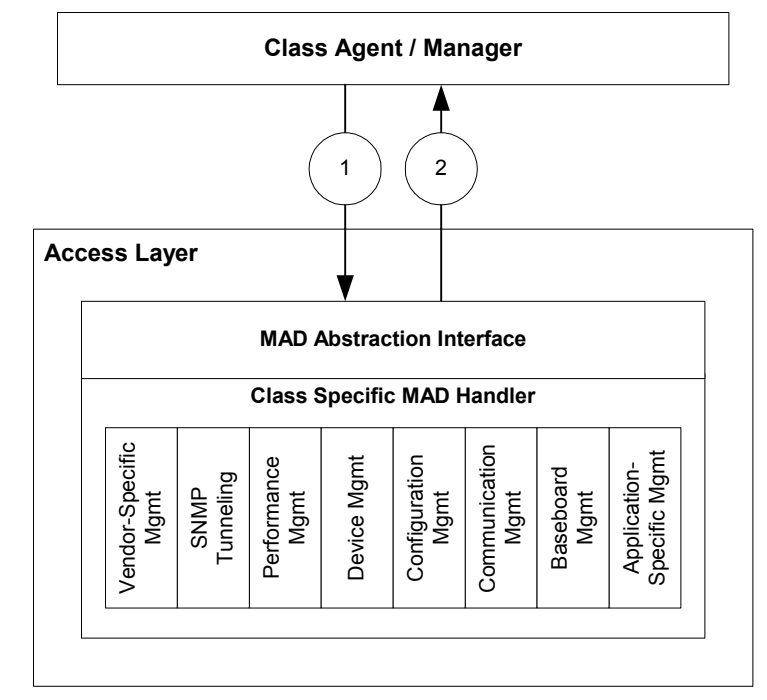 Class Agent / Manager
1
2
Access Layer
MAD Abstraction Interface
Class Specific MAD Handler
Vendor-Specific
Mgmt
SNMP
Tunneling
Performance
Mgmt
Device Mgmt
Configuration
Mgmt
Communication
Mgmt
Baseboard
Mgmt
Application-
Specific Mgmt